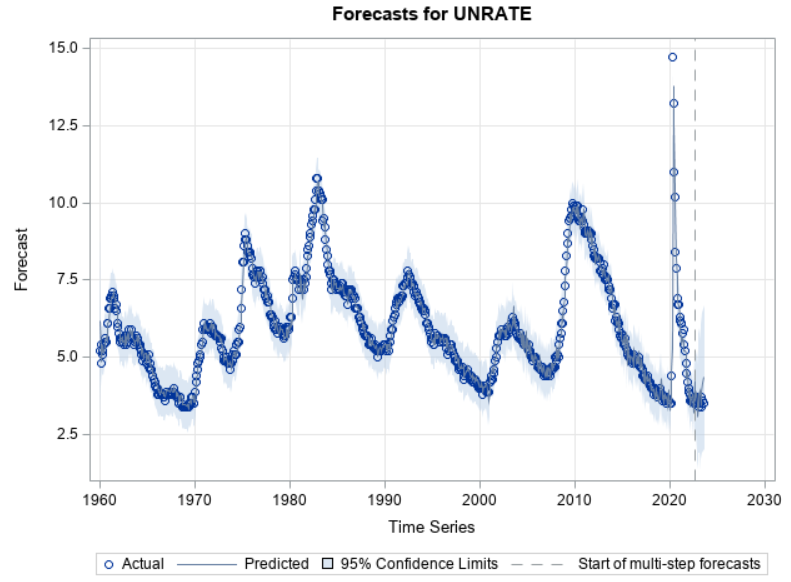 Forecasts for UNRATE
15.0
12.5
10.0
7.5
5.0
2.5
Forecast
1960 1970 1980 1990 2000 2010 2020 2030
Time Series
Actual Predicted 95% Confidence Limits Start of multi-step forecasts